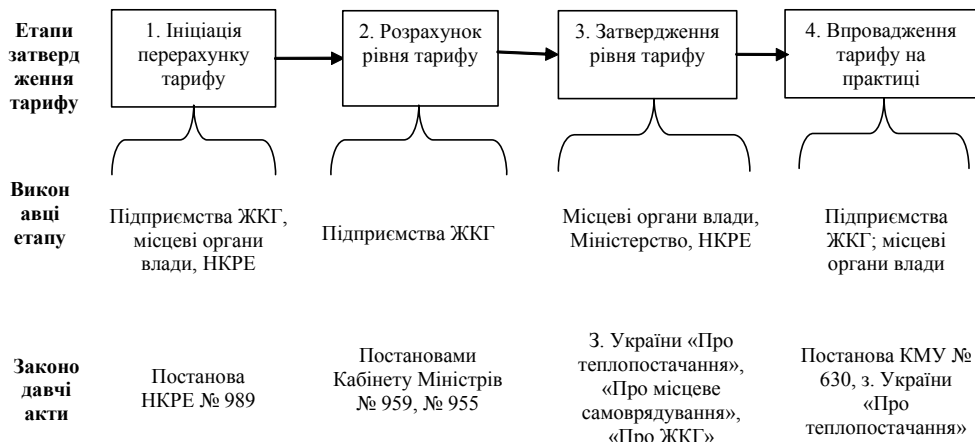 Етапи
затверд
ження
тарифу
1. Ініціація
перерахунку
тарифу
2. Розрахунок
рівня тарифу
3. Затвердження
рівня тарифу
4. Впровадження
тарифу на
практиці
Викон
авці
етапу
Підприємства ЖКГ,
місцеві органи
влади, НКРЕ
Підприємства ЖКГ
Місцеві органи влади,
Міністерство, НКРЕ
Підприємства
ЖКГ; місцеві
органи влади
Законо
давчі
акти
Постанова
НКРЕ № 989
Постановами
Кабінету Міністрів
№ 959, № 955
З. України «Про
теплопостачання»,
«Про місцеве
самоврядування»,
«Про ЖКГ»
Постанова КМУ №
630, з. України
«Про
теплопостачання»